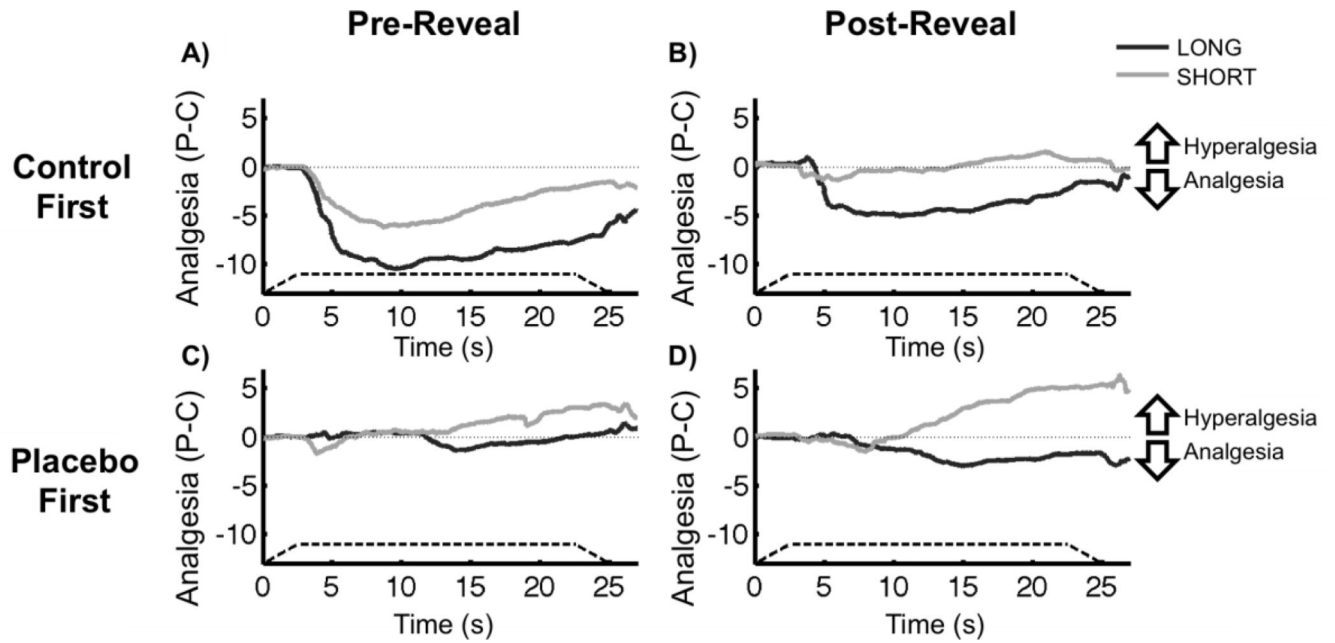 Pre-Reveal
Post-Reveal
LONG
SHORT
A)
B)
Control
First
Analgesia (P-C)
5
0
-5
-10
0 5 10 15 20 25
Time (s)
Analgesia (P-C)
5
0
-5
-10
0 5 10 15 20 25
Time (s)
Hyperalgesia
Analgesia
C)
D)
Placebo
First
Analgesia (P-C)
5
0
-5
-10
0 5 10 15 20 25
Time (s)
Analgesia (P-C)
5
0
-5
-10
0 5 10 15 20 25
Time (s)
Hyperalgesia
Analgesia